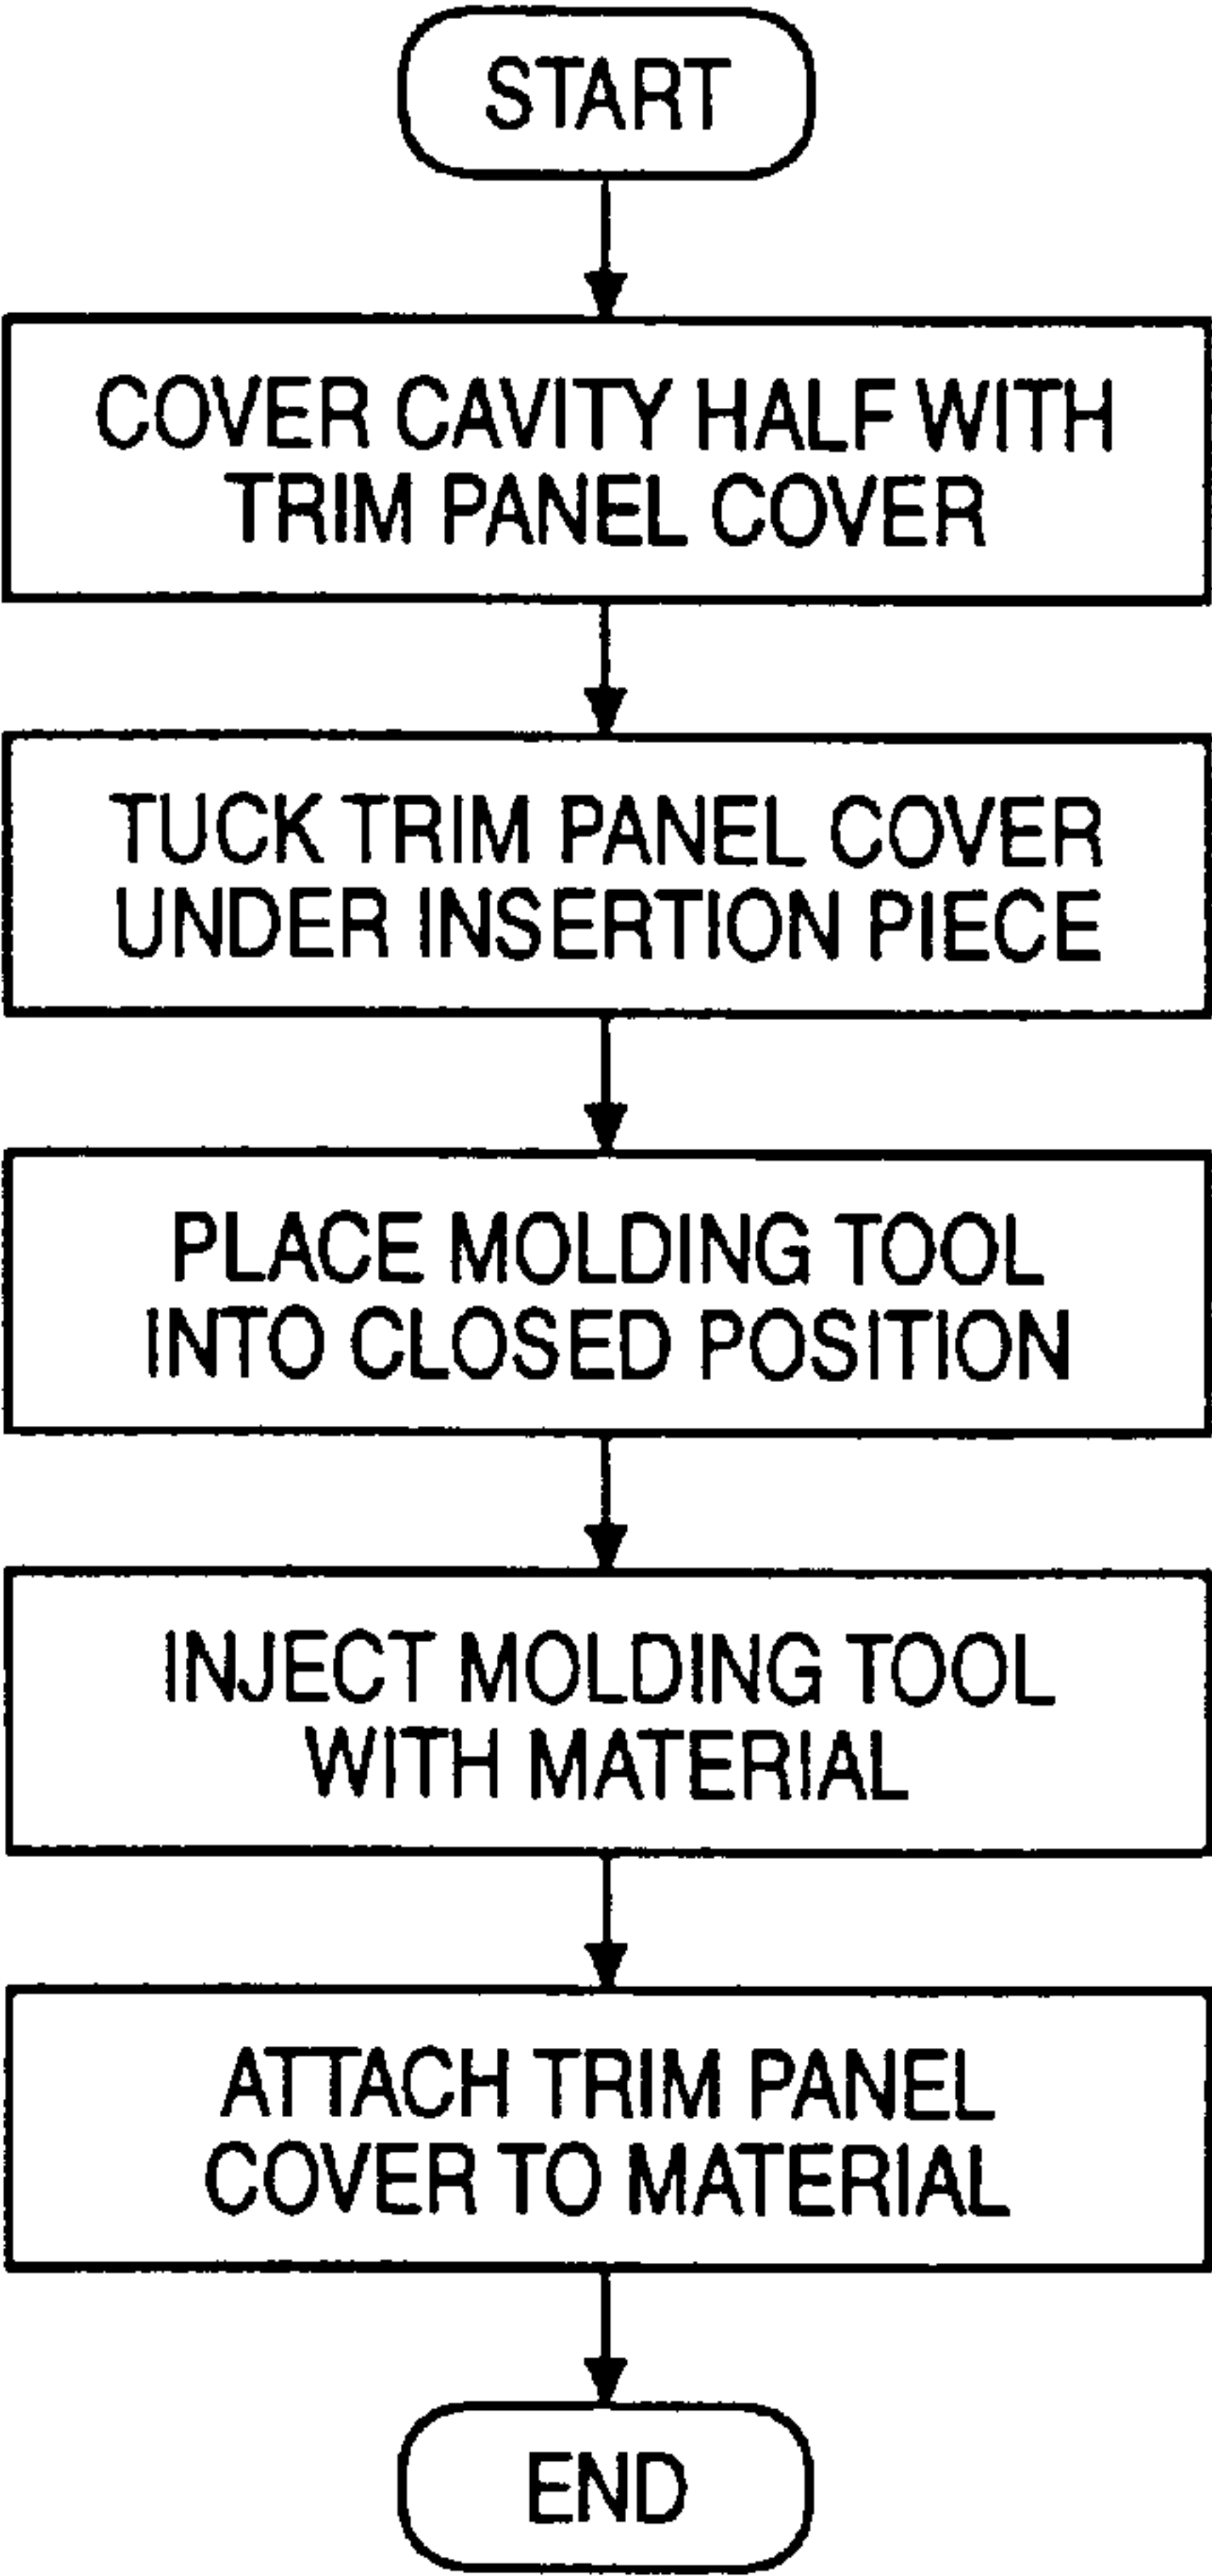 START
COVER CAVITY HALF WITH
TRIM PANEL COVER
TUCK TRIM PANEL COVER
UNDER INSERTION PIECE
PLACE MOLDING TOOL
INTO CLOSED POSITION
INJECT MOLDING TOOL
WITH MATERIAL
ATTACH TRIM PANEL
COVER TO MATERIAL
END